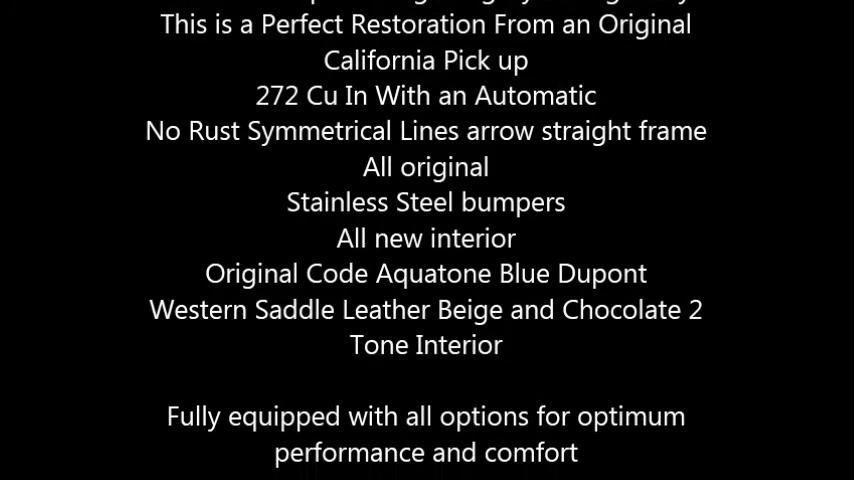 This is a Perfect Restoration From an Original
California Pick up
272 Cu In With an Automatic
No Rust Symmetrical Lines arrow straight frame
All original
Stainless Steel bumpers
All new interior
Original Code Aquatone Blue Dupont
Western Saddle Leather Beige and Chocolate 2
Tone Interior
Fully equipped with all options for optimum
performance and comfort